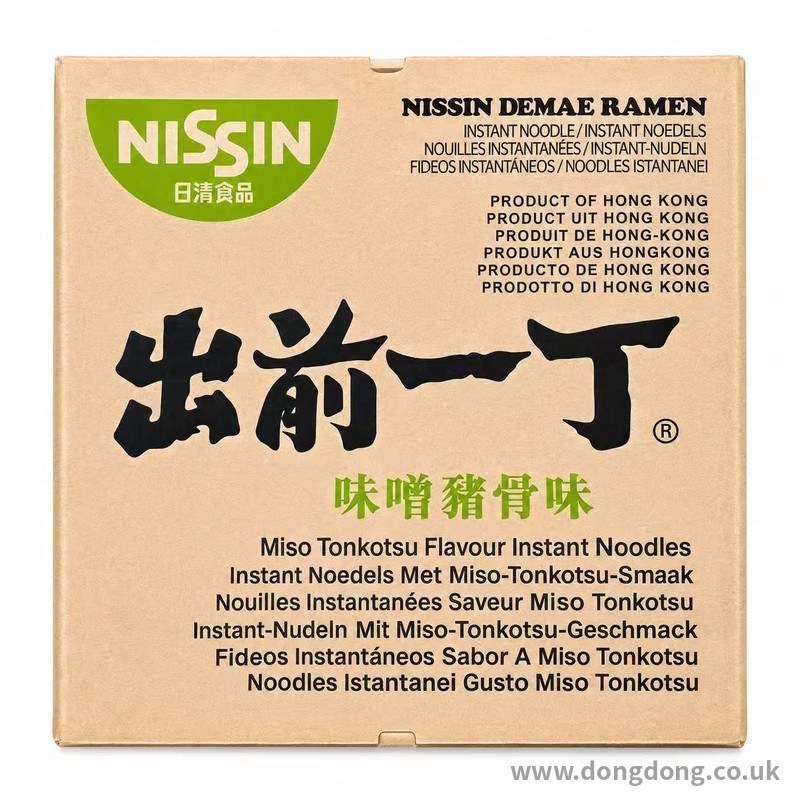 NISSIN
日清食品
NISSIN DEMAE RAMEN
INSTANT NOODLE / INSTANT NOEDELS
NOUILLES INSTANTANÉES / INSTANT-NUDELN
FIDEOS INSTANTÁNEOS / NOODLES ISTANTANEI
PRODUCT OF HONG KONG
PRODUCT UIT HONG KONG
PRODUIT DE HONG-KONG
PRODUKT AUS HONGKONG
PRODUCTO DE HONG KONG
PRODOTTO DI HONG KONG
出前一丁®
味噌豬骨味
Miso Tonkotsu Flavour Instant Noodles
Instant Noedels Met Miso-Tonkotsu-Smaak
Nouilles Instantanées Saveur Miso Tonkotsu
Instant-Nudeln Mit Miso-Tonkotsu-Geschmack
Fideos Instantáneos Sabor A Miso Tonkotsu
Noodles Istantanei Gusto Miso Tonkotsu
www.dongdong.co.uk